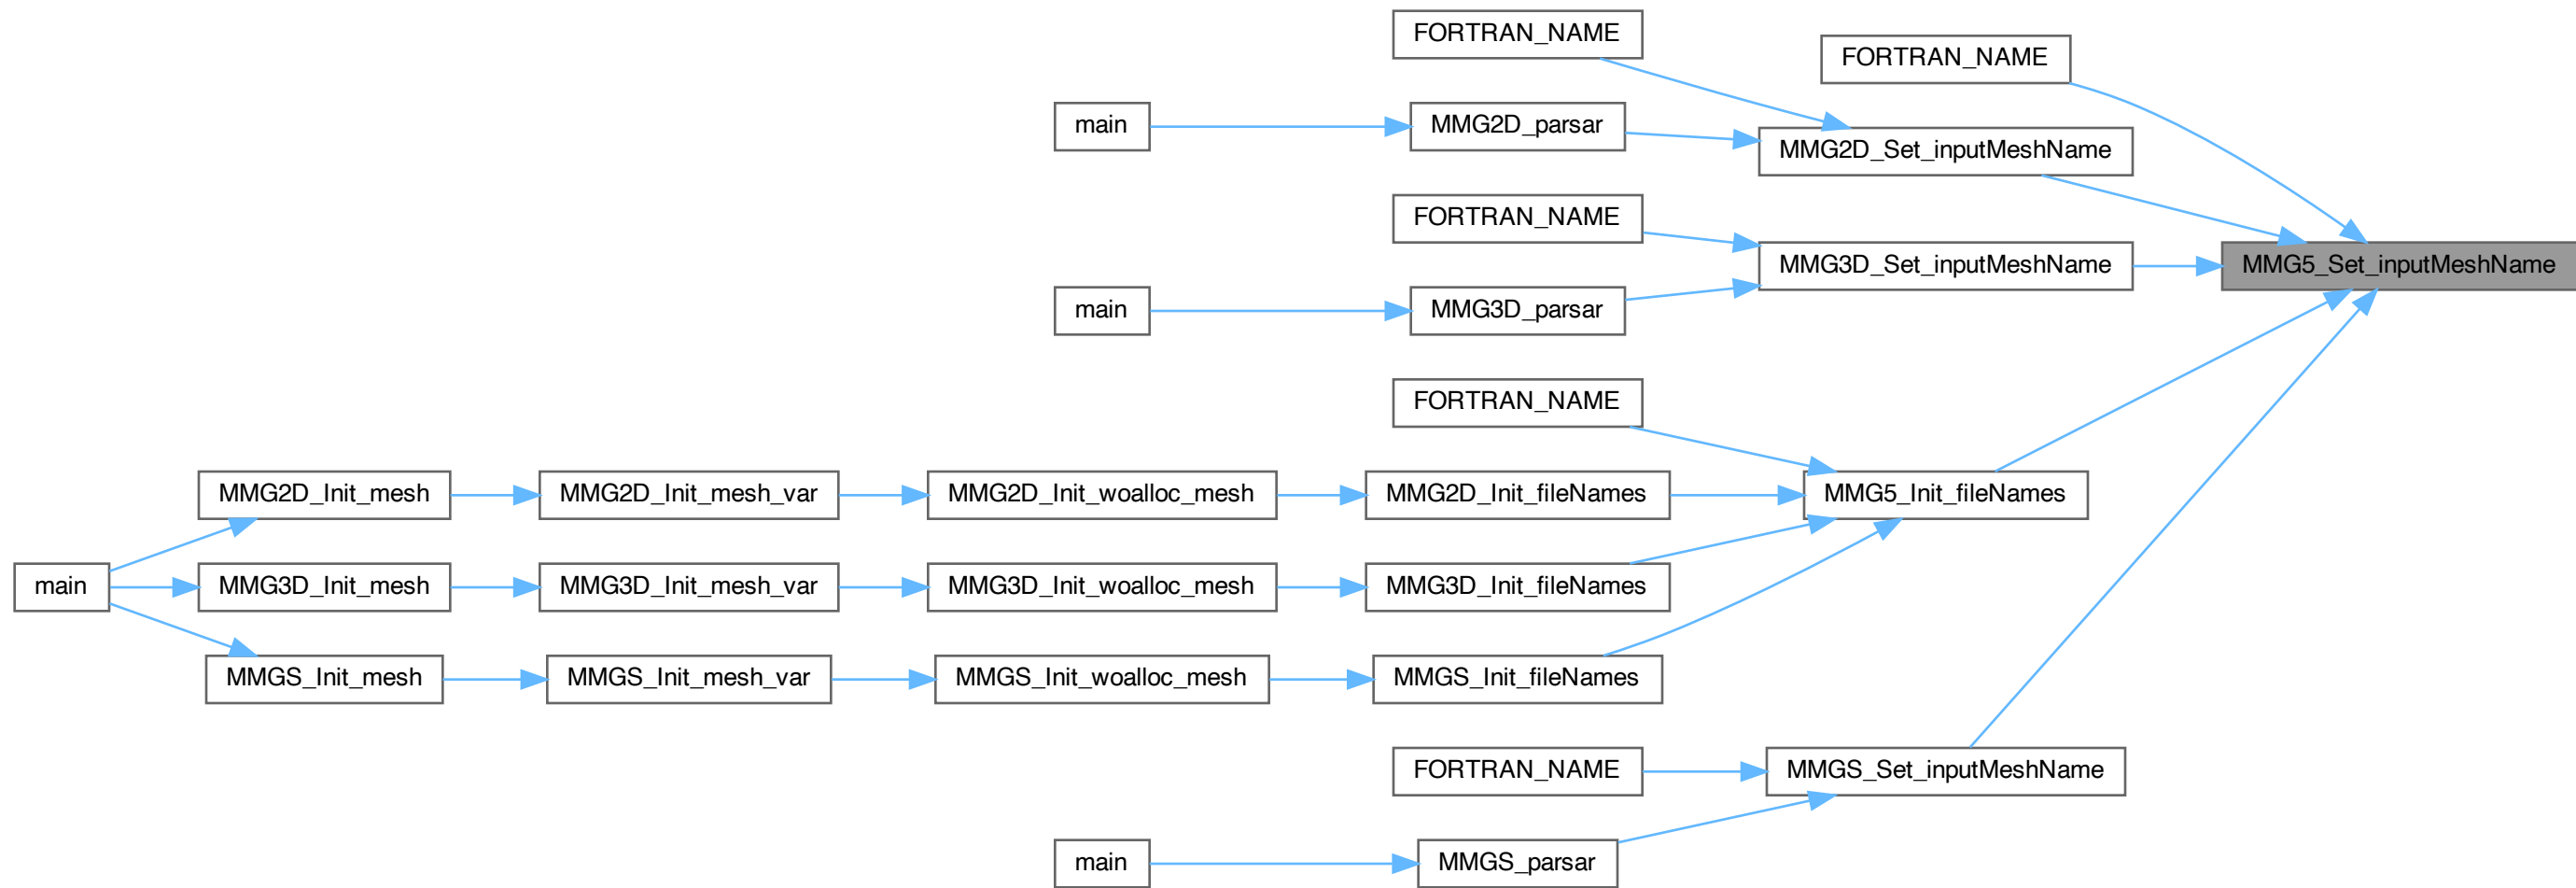 FORTRAN_NAME
FORTRAN_NAME
main
MMG2D_parsar
MMG2D_Set_inputMeshName
FORTRAN_NAME
MMG3D_Set_inputMeshName
MMG5_Set_inputMeshName
main
MMG3D_parsar
FORTRAN_NAME
MMG2D_Init_mesh
MMG2D_Init_mesh_var
MMG2D_Init_woalloc_mesh
MMG2D_Init_fileNames
MMG5_Init_fileNames
main
MMG3D_Init_mesh
MMG3D_Init_mesh_var
MMG3D_Init_woalloc_mesh
MMG3D_Init_fileNames
MMGS_Init_mesh
MMGS_Init_mesh_var
MMGS_Init_woalloc_mesh
MMGS_Init_fileNames
FORTRAN_NAME
MMGS_Set_inputMeshName
main
MMGS_parsar